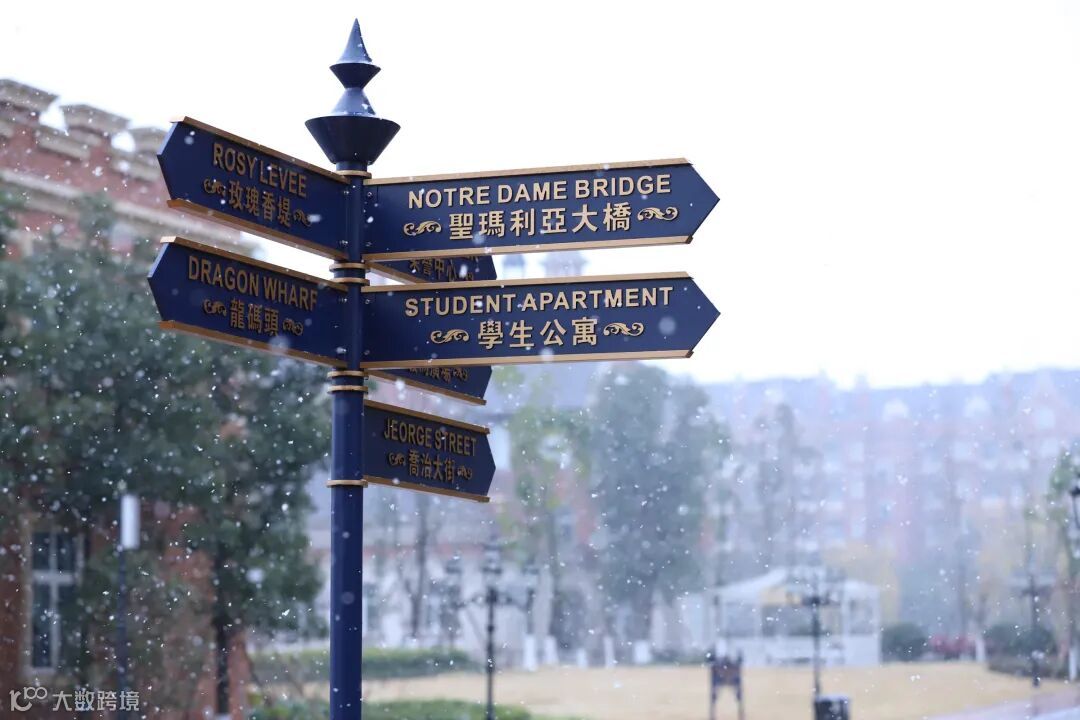 ROSY LEVEE
玫瑰香堤
NOTRE DAME BRIDGE
聖瑪利亞大橋
DRAGON WHARF
龍碼頭
STUDENT APARTMENT
學生公寓
JEORGE STREET
喬治大街
大数跨境